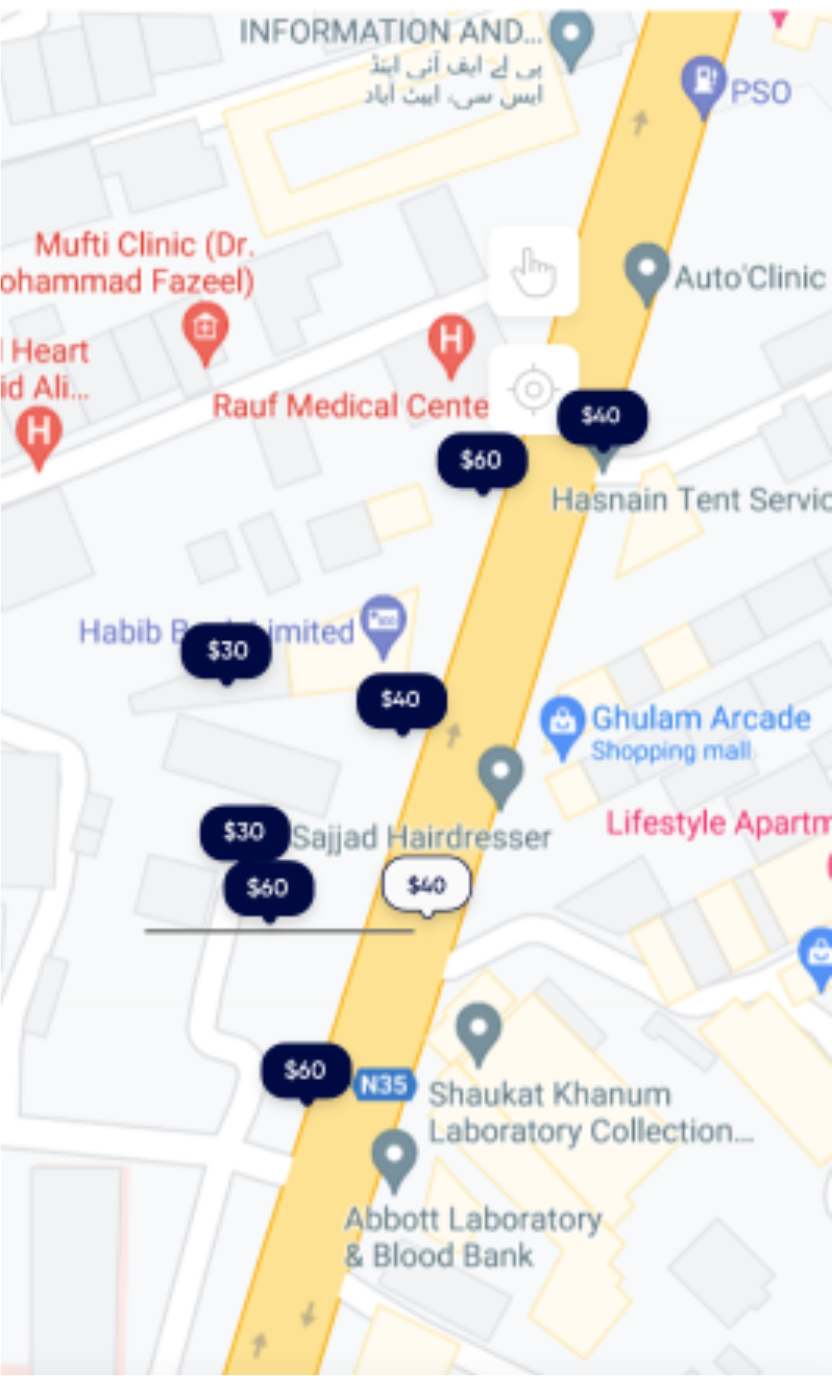 INFORMATION AND...
پی اے ایف آئی اینڈ
ایس سی، ایبٹ آباد
PSO
Mufti Clinic (Dr.
ohammad Fazeel)
Auto'Clinic
Heart
id Ali...
H
H
Rauf Medical Cente
$40
$60
Hasnain Tent Servic
Habib B imited
$30
$40
Ghulam Arcade
Shopping mall
Lifestyle Apartm
$30
Sajjad Hairdresser
$60
$40
$60
N35
Shaukat Khanum
Laboratory Collection...
Abbott Laboratory
& Blood Bank